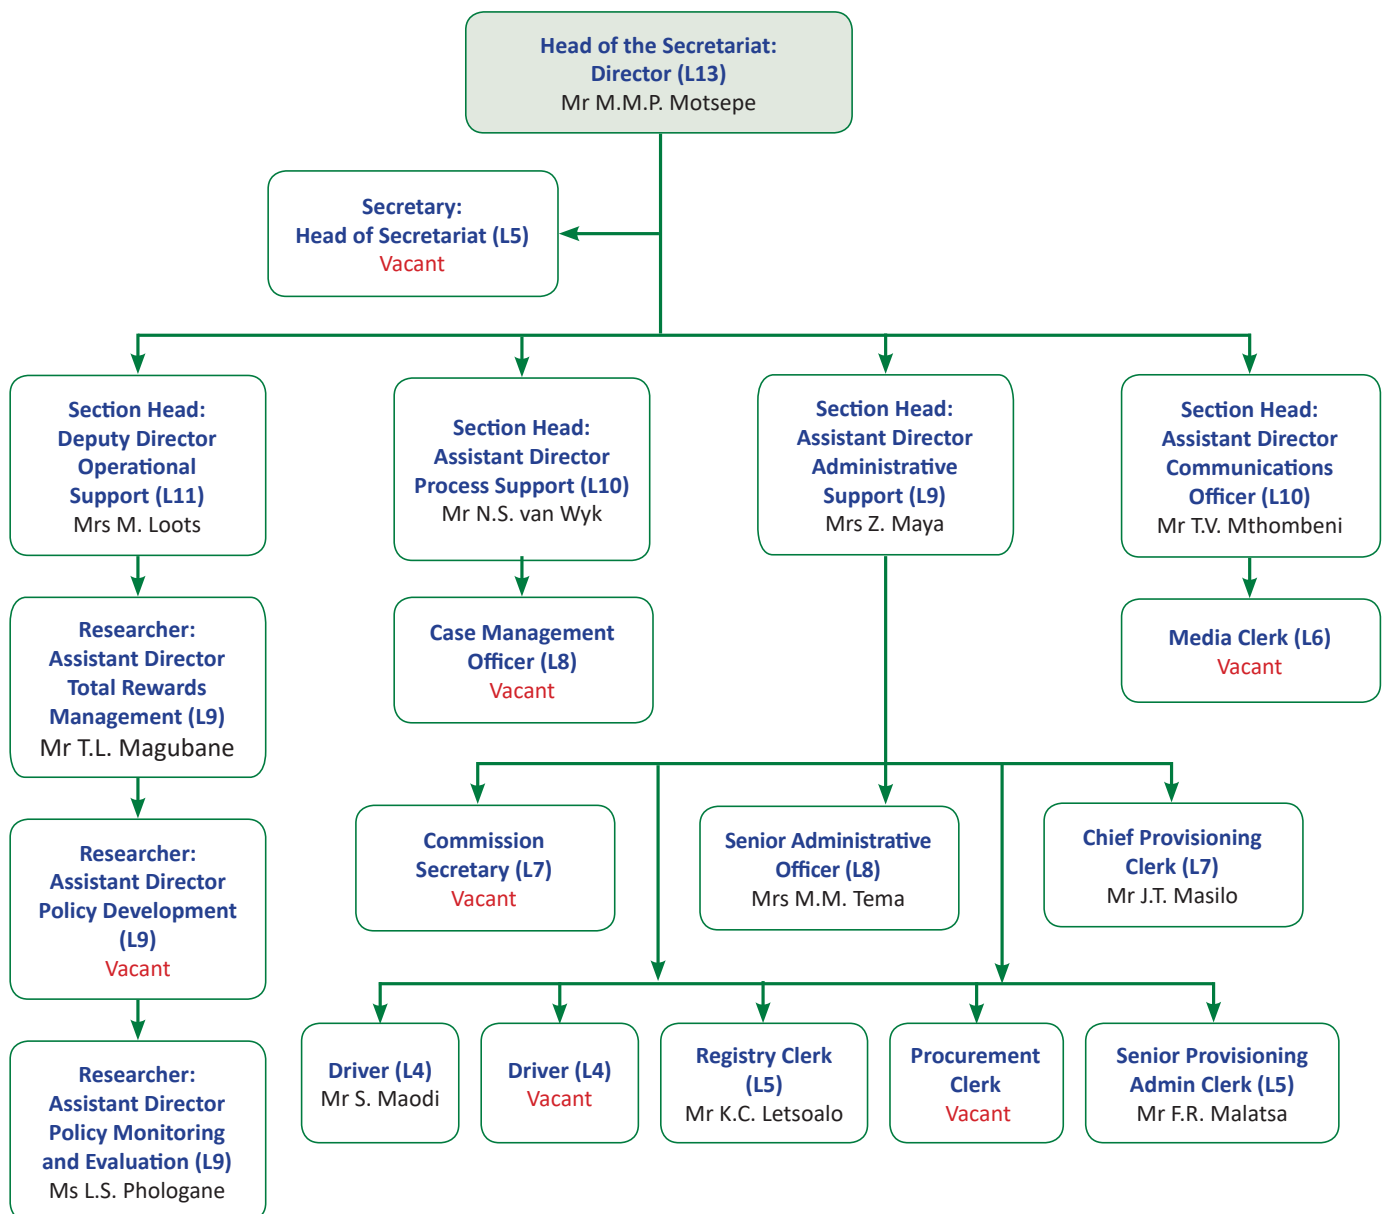 Head of the Secretariat:
Director (L13)
Mr M.M.P. Motsepe
Secretary:
Head of Secretariat (L5)
Vacant
Section Head:
Deputy Director
Operational
Support (L11)
Mrs M. Loots
Section Head:
Assistant Director
Process Support (L10)
Mr N.S. van Wyk
Section Head:
Assistant Director
Administrative
Support (L9)
Mrs Z. Maya
Section Head:
Assistant Director
Communications
Officer (L10)
Mr T.V. Mthombeni
Researcher:
Assistant Director
Total Rewards
Management (L9)
Mr T.L. Magubane
Case Management
Officer (L8)
Vacant
Media Clerk (L6)
Vacant
Researcher:
Assistant Director
Policy Development
(L9)
Vacant
Commission
Secretary (L7)
Vacant
Senior Administrative
Officer (L8)
Mrs M.M. Tema
Chief Provisioning
Clerk (L7)
Mr J.T. Masilo
Researcher:
Assistant Director
Policy Monitoring
and Evaluation (L9)
Ms L.S. Phologane
Driver (L4)
Mr S. Maodi
Driver (L4)
Vacant
Registry Clerk
(L5)
Mr K.C. Letsoalo
Procurement
Clerk
Vacant
Senior Provisioning
Admin Clerk (L5)
Mr F.R. Malatsa